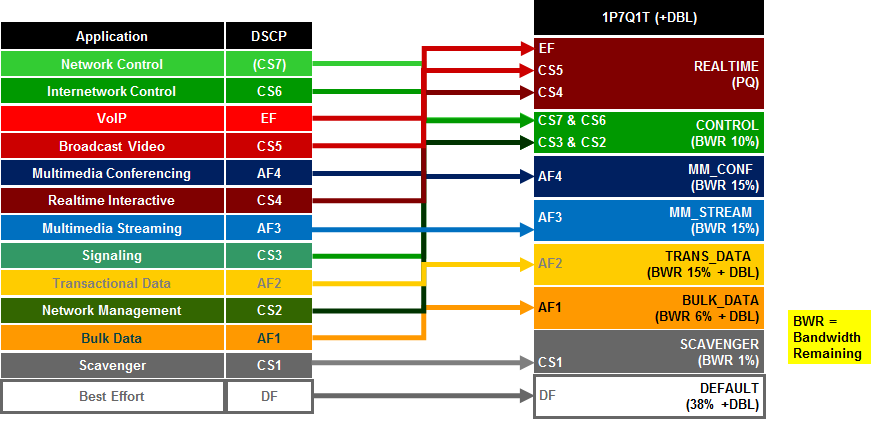 Application DSCP
Network Control (CS7)
Internetwork Control CS6
VoIP EF
Broadcast Video CS5
Multimedia Conferencing AF4
Realtime Interactive CS4
Multimedia Streaming AF3
Signaling CS3
Transactional Data AF2
Network Management CS2
Bulk Data AF1
Scavenger CS1
Best Effort DF
1P7Q1T (+DBL)
EF
CS5
CS4
REALTIME
(PQ)
CS7 & CS6
CS3 & CS2
CONTROL
(BWR 10%)
AF4
MM_CONF
(BWR 15%)
AF3
MM_STREAM
(BWR 15%)
AF2
TRANS_DATA
(BWR 15% + DBL)
AF1
BULK_DATA
(BWR 6% + DBL)
CS1
SCAVENGER
(BWR 1%)
DF
DEFAULT
(38% +DBL)
BWR =
Bandwidth
Remaining